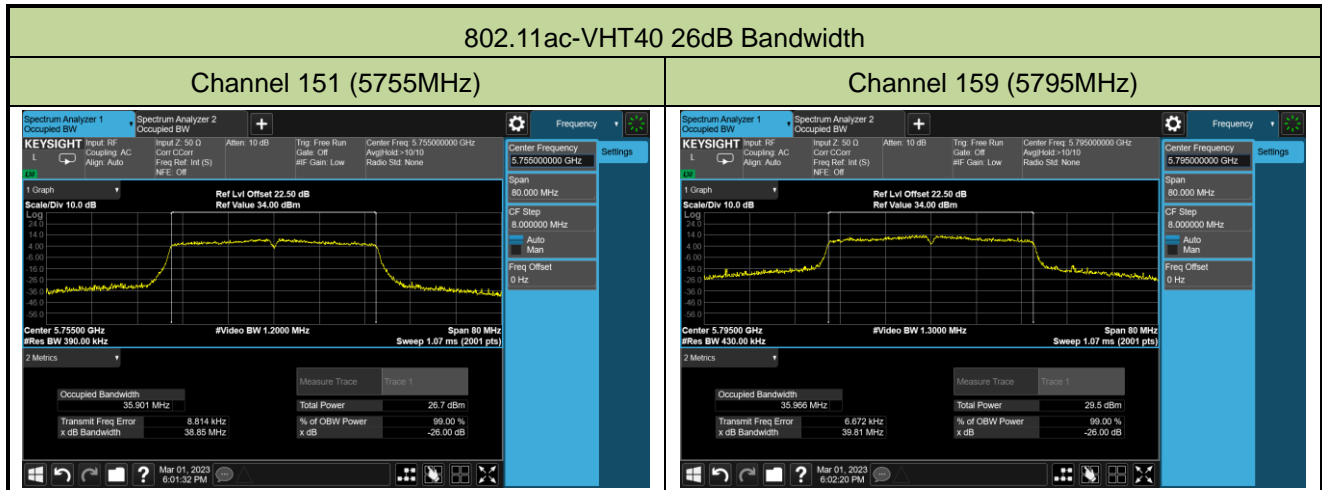 802.11ac-VHT40 26dB Bandwidth
Channel 151 (5755MHz)
Channel 159 (5795MHz)
Spectrum Analyzer 1
Occupied BW
Spectrum Analyzer 2
Occupied BW
+
Frequency
KEYSIGHT
L
Input: RF
Coupling: AC
Align: Auto
Input Z: 50 Ω
Corr CCorr
Freq Ref: Int (S)
NFE: Off
Atten: 10 dB
Trig: Free Run
Gate: Off
#IF Gain: Low
Center Freq: 5.755000000 GHz
Avg|Hold:>10/10
Radio Std: None
Center Frequency
5.755000000 GHz
Settings
Span
80.000 MHz
CF Step
8.000000 MHz
Auto
Man
Freq Offset
0 Hz
1 Graph
Scale/Div 10.0 dB
Ref Lvl Offset 22.50 dB
Ref Value 34.00 dBm
Log
24.0
14.0
4.00
-6.00
-16.0
-26.0
-36.0
-46.0
-56.0
Center 5.75500 GHz
#Video BW 1.2000 MHz
Span 80 MHz
#Res BW 390.00 kHz
Sweep 1.07 ms (2001 pts)
2 Metrics
Measure Trace Trace 1
Occupied Bandwidth
35.901 MHz
Total Power 26.7 dBm
Transmit Freq Error 8.814 kHz
% of OBW Power 99.00 %
x dB Bandwidth 38.85 MHz
x dB -26.00 dB
?
Mar 01, 2023
6:01:32 PM
Spectrum Analyzer 1
Occupied BW
Spectrum Analyzer 2
Occupied BW
+
Frequency
KEYSIGHT
L
Input: RF
Coupling: AC
Align: Auto
Input Z: 50 Ω
Corr CCorr
Freq Ref: Int (S)
NFE: Off
Atten: 10 dB
Trig: Free Run
Gate: Off
#IF Gain: Low
Center Freq: 5.795000000 GHz
Avg|Hold:>10/10
Radio Std: None
Center Frequency
5.795000000 GHz
Settings
Span
80.000 MHz
CF Step
8.000000 MHz
Auto
Man
Freq Offset
0 Hz
1 Graph
Scale/Div 10.0 dB
Ref Lvl Offset 22.50 dB
Ref Value 34.00 dBm
Log
24.0
14.0
4.00
-6.00
-16.0
-26.0
-36.0
-46.0
-56.0
Center 5.79500 GHz
#Video BW 1.3000 MHz
Span 80 MHz
#Res BW 430.00 kHz
Sweep 1.07 ms (2001 pts)
2 Metrics
Measure Trace Trace 1
Occupied Bandwidth
35.966 MHz
Total Power 29.5 dBm
Transmit Freq Error 6.672 kHz
% of OBW Power 99.00 %
x dB Bandwidth 39.81 MHz
x dB -26.00 dB
?
Mar 01, 2023
6:02:20 PM